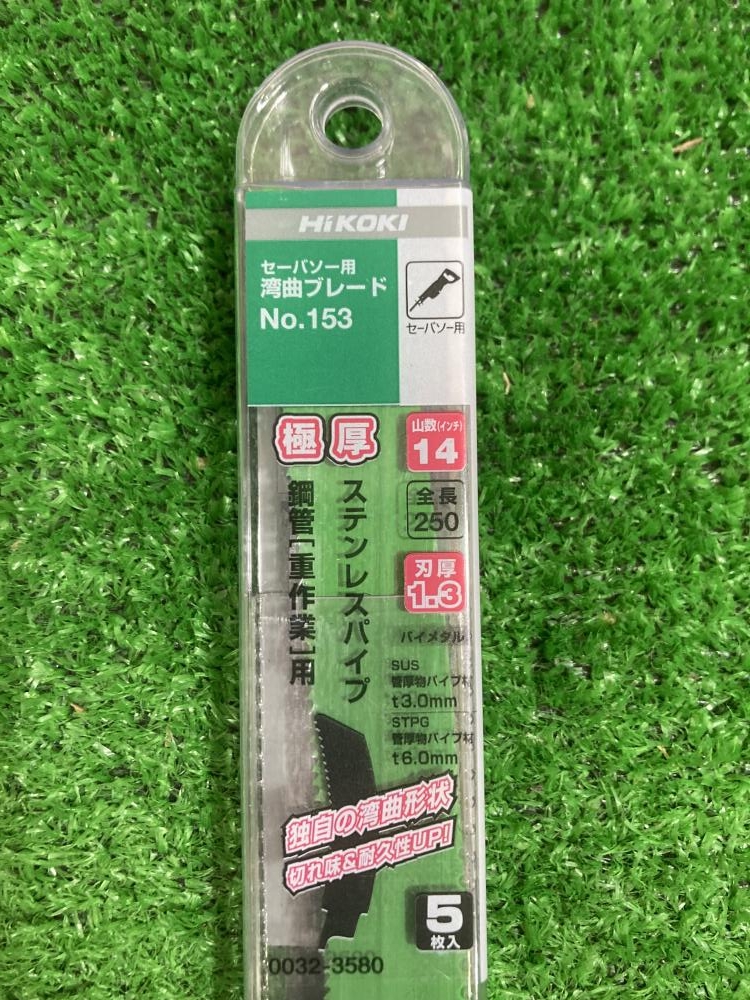 HiKOKI
セーバソー用
湾曲ブレード
No.153
セーバソー用
極厚
山数(インチ)
14
全長
250
刃厚
1.3
ステンレスパイプ
鋼管[重作業]用
バイメタル
SUS
管厚物パイプ材
t3.0mm
STPG
管厚物パイプ材
t6.0mm
独自の湾曲形状
切れ味&耐久性UP!
5
枚入
0032-3580